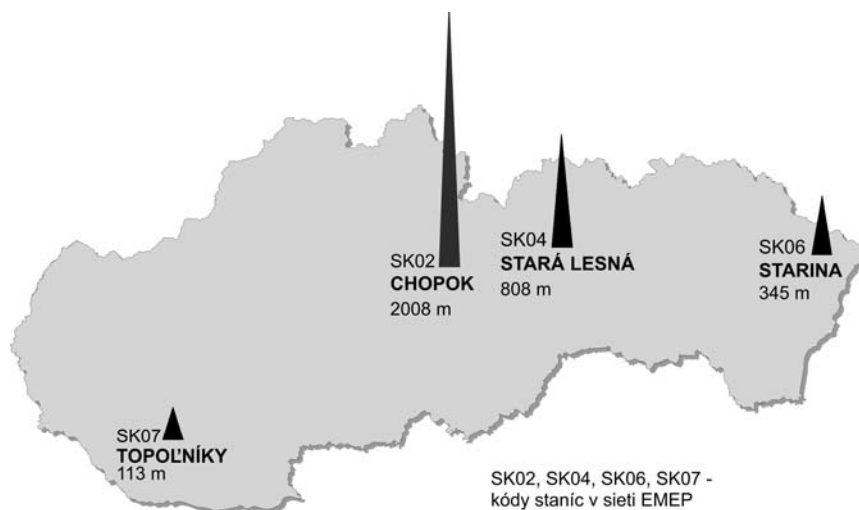 SK02
CHOPOK
2008 m
SK04
STARÁ LESNÁ
808 m
SK06
STARINA
345 m
SK07
TOPOĽNÍKY
113 m
SK02, SK04, SK06, SK07 -
kódy staníc v sieti EMEP